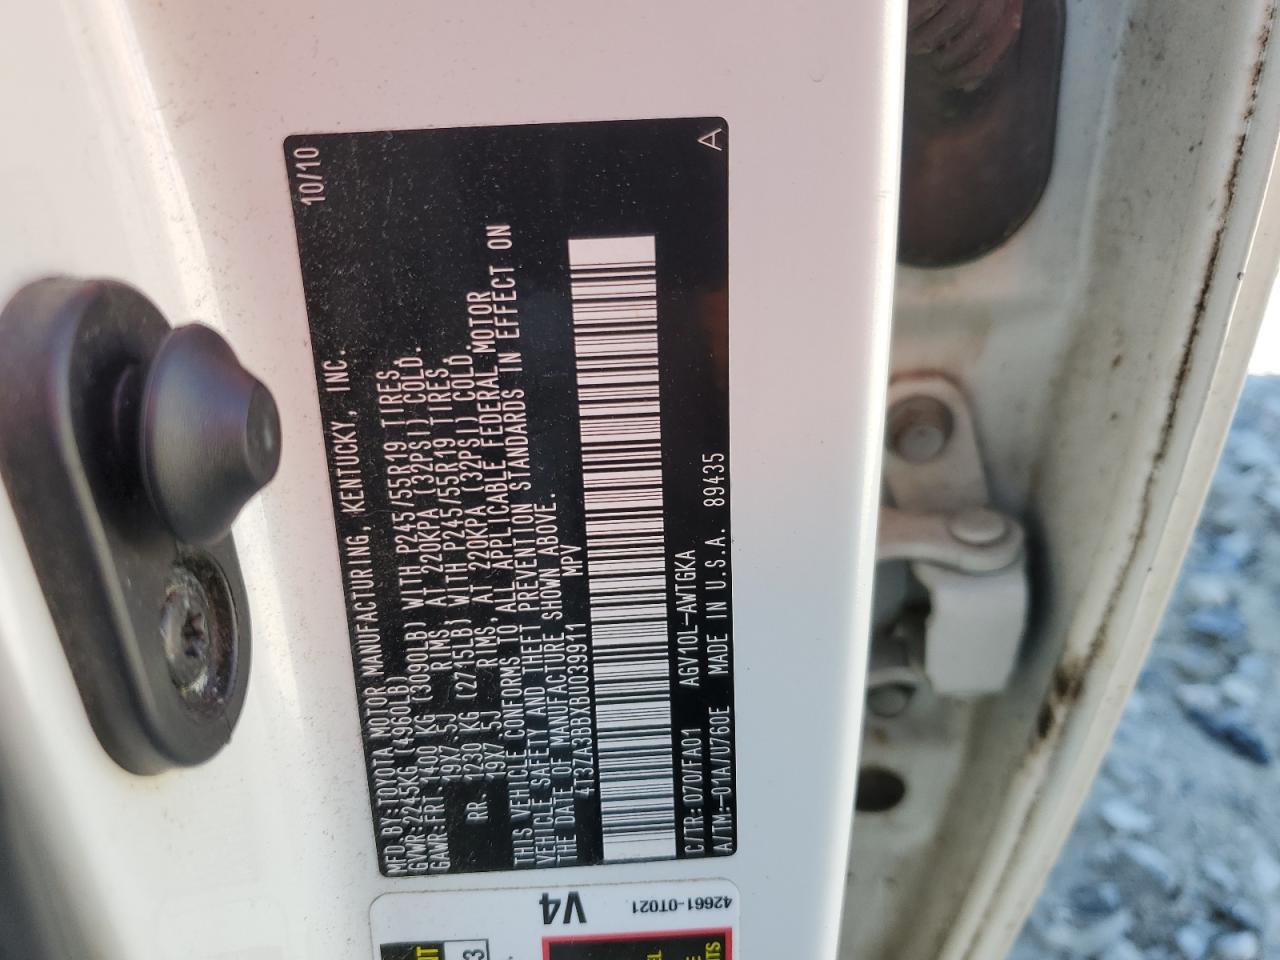 MFD. BY: TOYOTA MOTOR MANUFACTURING, KENTUCKY, INC. 10/10
GVWR: 2245KG (4960LB)
GAWR: FRT. 1400 KG (3090LB) WITH P245/55R19 TIRES,
19X7.5J RIMS, AT 220KPA (32PSI) COLD.
RR. 1230 KG (2715LB) WITH P245/55R19 TIRES,
19X7.5J RIMS, AT 220KPA (32PSI) COLD.
THIS VEHICLE CONFORMS TO ALL APPLICABLE FEDERAL MOTOR
VEHICLE SAFETY AND THEFT PREVENTION STANDARDS IN EFFECT ON
THE DATE OF MANUFACTURE SHOWN ABOVE.
4T3ZA3BBXBU039911 MPV
C/TR: 070/FA01 AGV10L-AWTGKA
A/TM:-01A/U760E MADE IN U.S.A. 89435 A
V4
42661-0T021
3